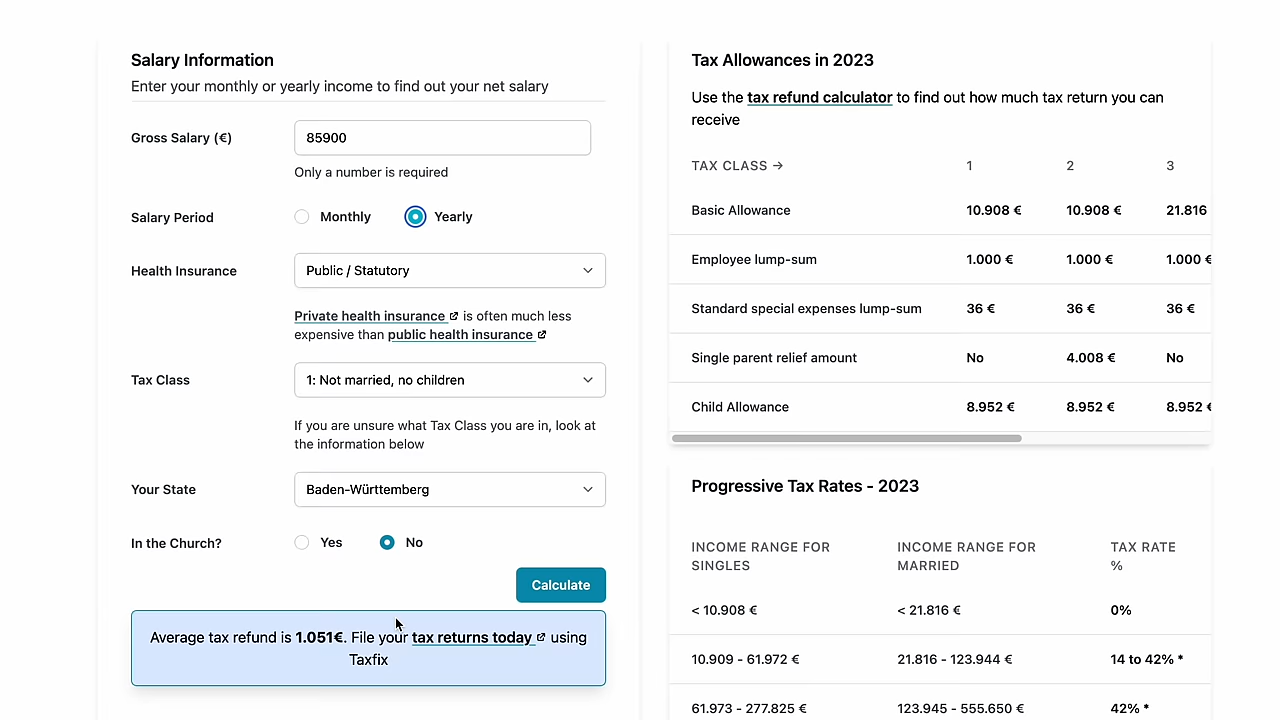 Salary Information
Enter your monthly or yearly income to find out your net salary
Gross Salary (€)
85900
Only a number is required
Salary Period
Monthly
Yearly
Health Insurance
Public / Statutory
Private health insurance is often much less
expensive than public health insurance
Tax Class
1: Not married, no children
If you are unsure what Tax Class you are in, look at
the information below
Your State
Baden-Württemberg
In the Church?
Yes
No
Calculate
Average tax refund is 1.051€. File your tax returns today using
Taxfix
Tax Allowances in 2023
Use the tax refund calculator to find out how much tax return you can
receive
TAX CLASS → 1 2 3
Basic Allowance 10.908 € 10.908 € 21.816
Employee lump-sum 1.000 € 1.000 € 1.000 €
Standard special expenses lump-sum 36 € 36 € 36 €
Single parent relief amount No 4.008 € No
Child Allowance 8.952 € 8.952 € 8.952 €
Progressive Tax Rates - 2023
INCOME RANGE FOR
SINGLES
INCOME RANGE FOR
MARRIED
TAX RATE
%
< 10.908 € < 21.816 € 0%
10.909 - 61.972 € 21.816 - 123.944 € 14 to 42% *
61.973 - 277.825 € 123.945 - 555.650 € 42% *